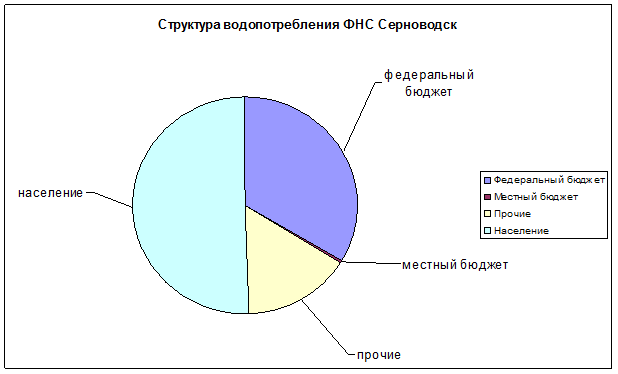 Структура водопотребления ФНС Серноводск
федеральный
бюджет
население
Федеральный бюджет
Местный бюджет
Прочие
Население
местный бюджет
прочие